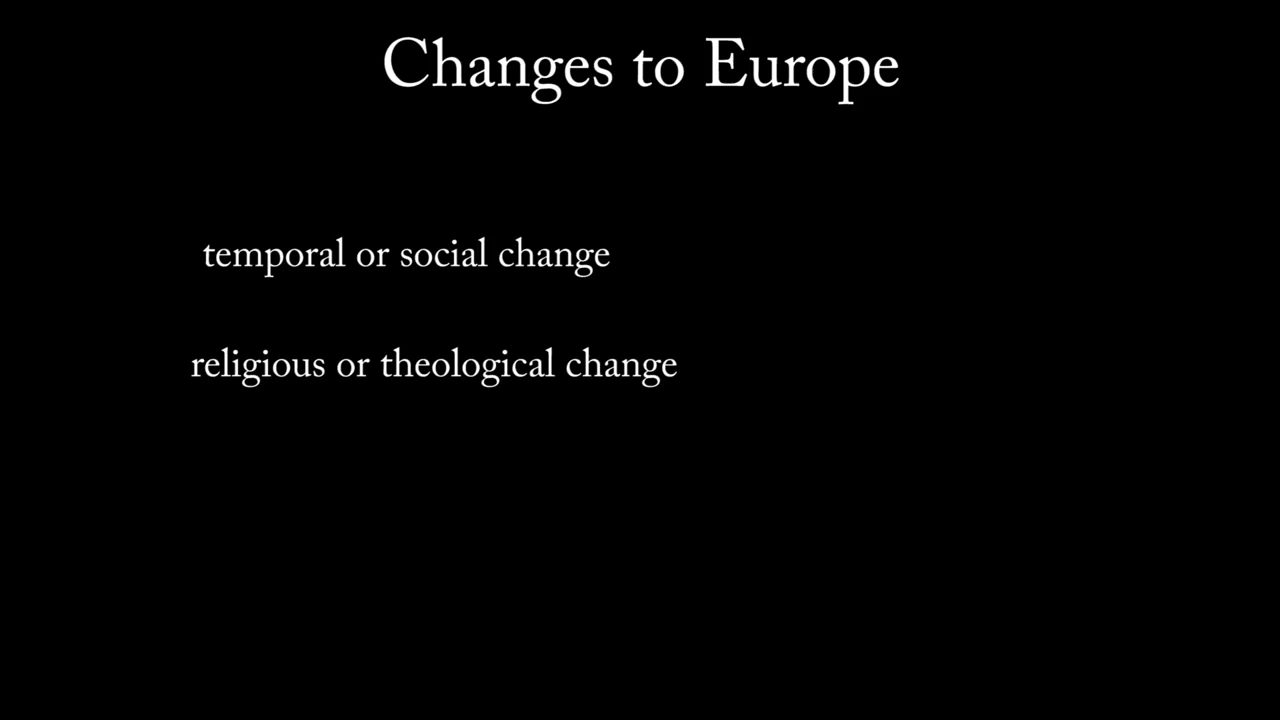 Changes to Europe
temporal or social change
religious or theological change